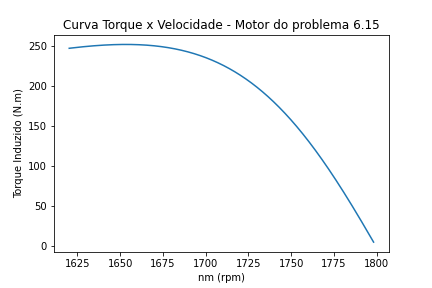 Curva Torque x Velocidade - Motor do problema 6.15
Torque Induzido (N.m)
250
200
150
100
50
0
1625 1650 1675 1700 1725 1750 1775 1800
nm (rpm)